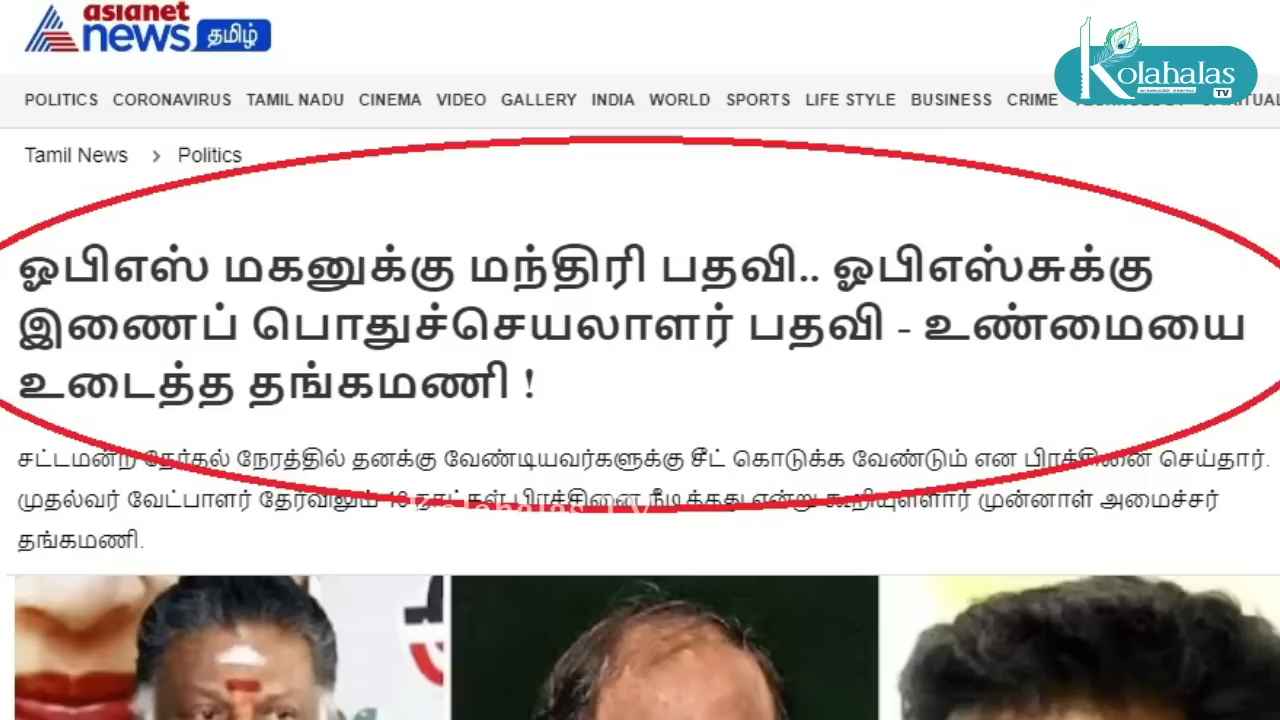 asianet
news தமிழ்
Kolahalas
TV
POLITICS CORONAVIRUS TAMIL NADU CINEMA VIDEO GALLERY INDIA WORLD SPORTS LIFE STYLE BUSINESS CRIME
Tamil News > Politics
ஓபிஎஸ் மகனுக்கு மந்திரி பதவி.. ஓபிஎஸ்சுக்கு
இணைப் பொதுச்செயலாளர் பதவி - உண்மையை
உடைத்த தங்கமணி !
சட்டமன்ற தேர்தல் நேரத்தில் தனக்கு வேண்டியவர்களுக்கு சீட் கொடுக்க வேண்டும் என பிரச்சினை செய்தார்.
முதல்வர் வேட்பாளர் தேர்விலும் நாட்கள் பிரச்சினை நீடித்தது என்று கூறியுள்ளார் முன்னாள் அமைச்சர்
தங்கமணி.
Kolahalas TV